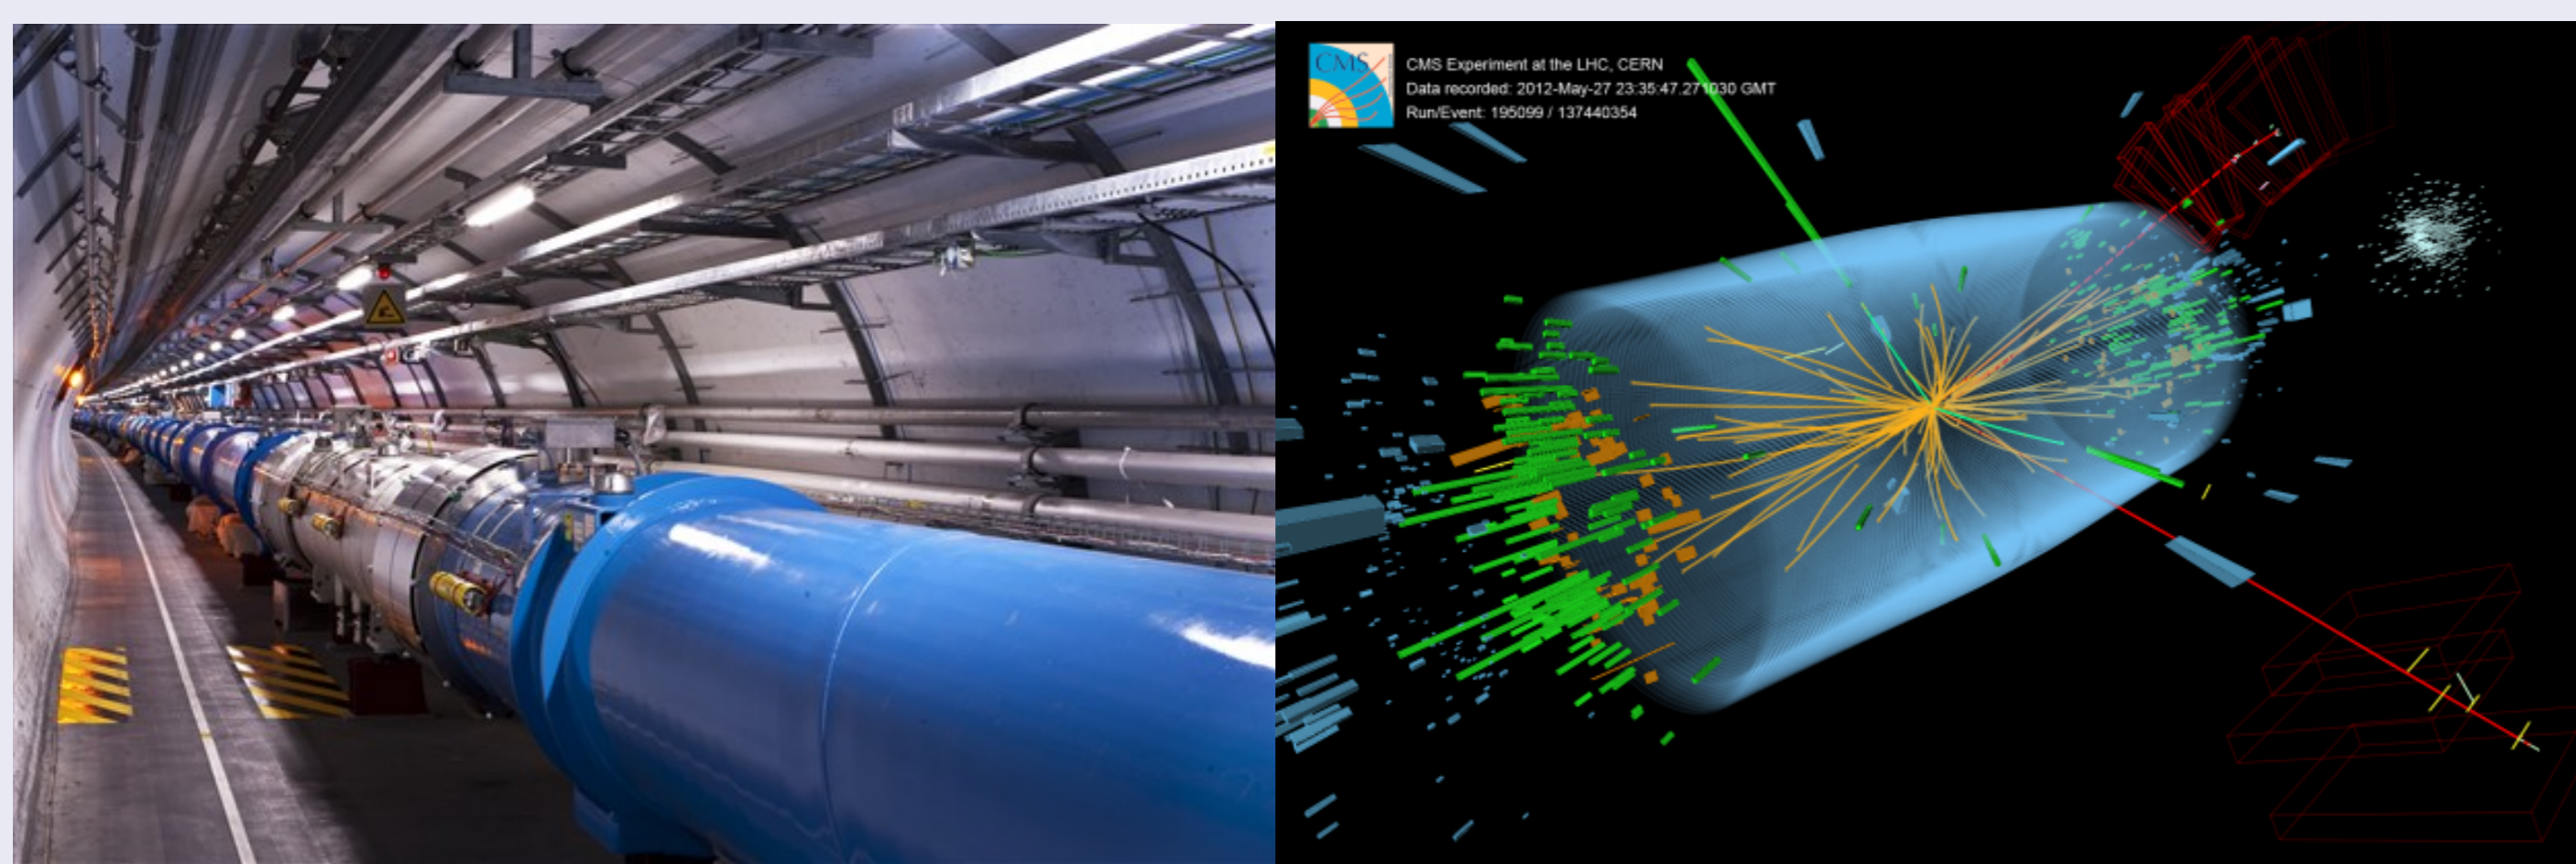 CMS
CMS Experiment at the LHC, CERN
Data recorded: 2012-May-27 23:35:47.271030 GMT
Run/Event: 195099 / 137440354